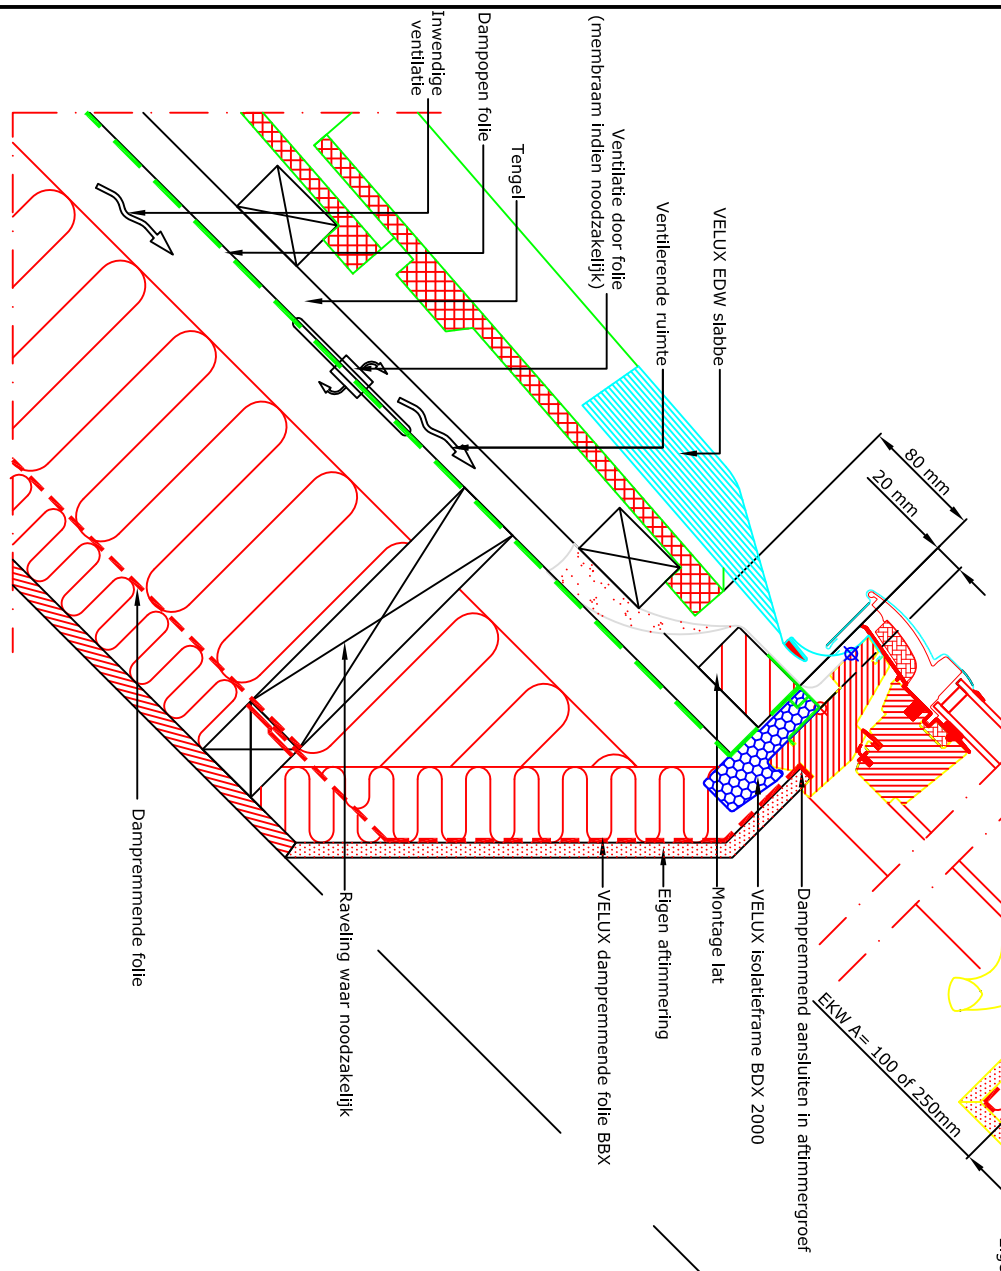 Inwendige
ventilatie
Dampopen folie
Tengel
Ventilatie door folie
(membraam indien noodzakelijk)
Ventilerende ruimte
VELUX EDW slabbe
80 mm
20 mm
Dampremmend aansluiten in aftimmergroef
VELUX isolatieframe BDX 2000
Montage lat
Eigen aftimmering
VELUX dampremmende folie BBX
Raveling waar noodzakelijk
Dampremmende folie
EKW A= 100 of 250mm